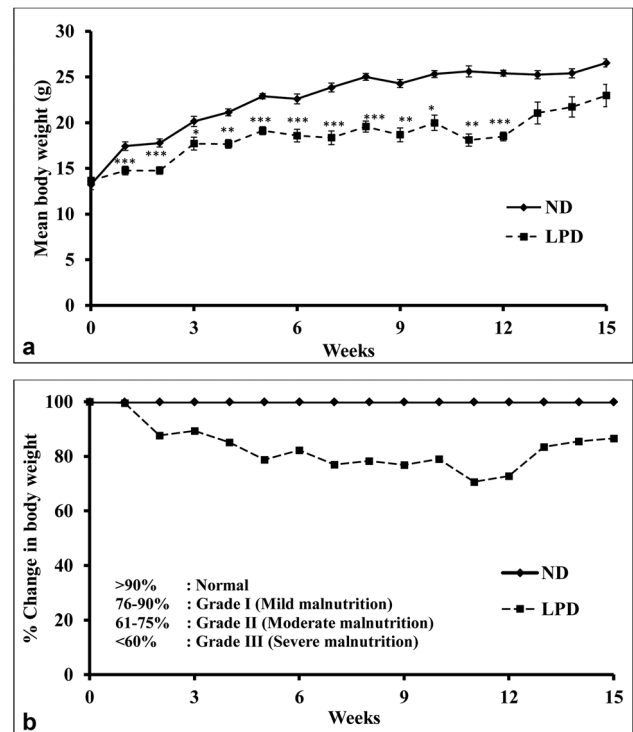 30
25
20
15
10
5
0
Mean body weight (g)
*** *** * ** *** *** *** *** ** * ** ***
ND
LPD
0 3 6 9 12 15
Weeks
a
100
80
60
40
20
0
% Change in body weight
>90% : Normal
76-90% : Grade I (Mild malnutrition)
61-75% : Grade II (Moderate malnutrition)
<60% : Grade III (Severe malnutrition)
ND
LPD
0 3 6 9 12 15
Weeks
b